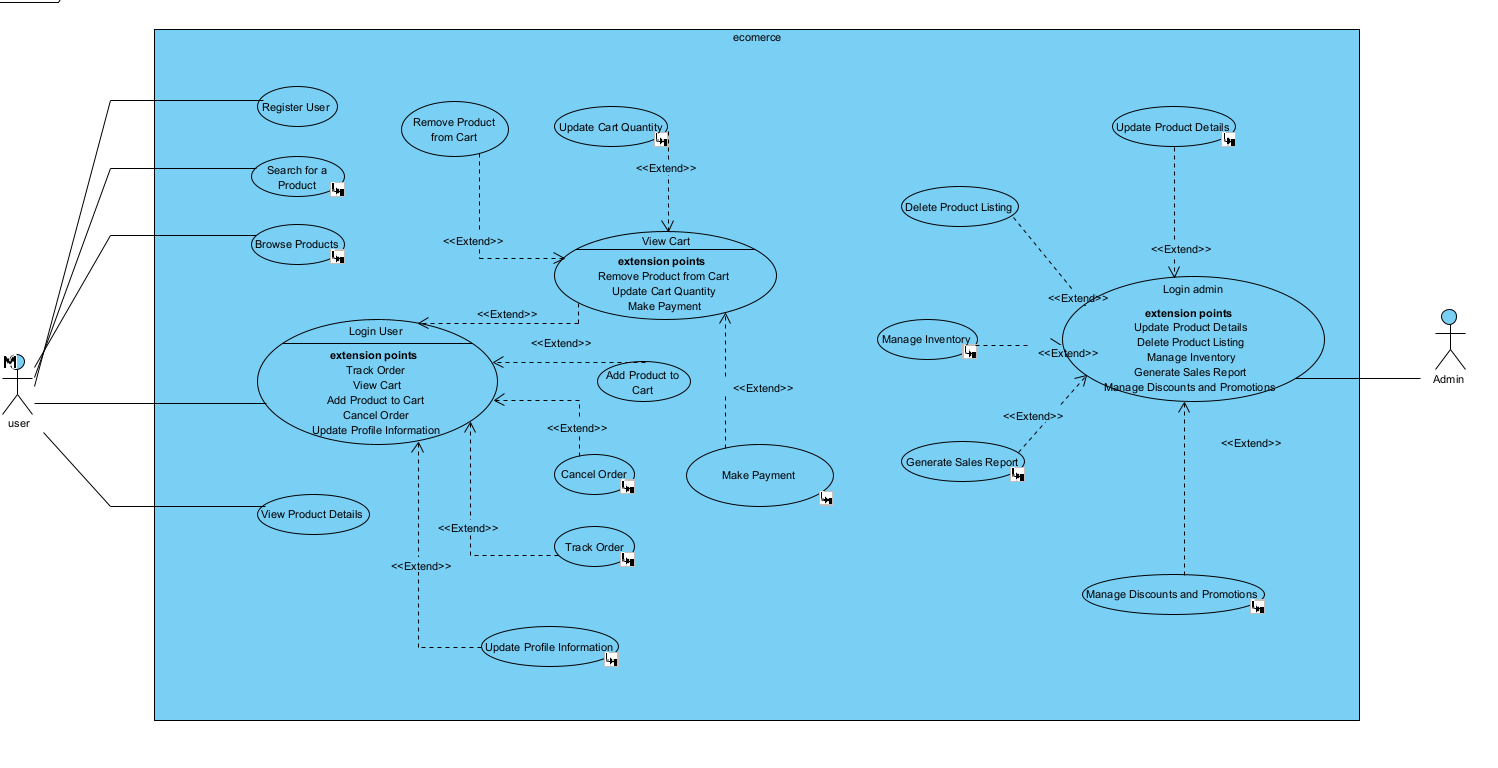 ecomerce
Register User
Remove Product
from Cart
Update Cart Quantity
Update Product Details
<<Extend>>
Search for a
Product
Delete Product Listing
Browse Products
<<Extend>>
View Cart
extension points
Remove Product from Cart
Update Cart Quantity
Make Payment
<<Extend>>
<<Extend>>
Login admin
extension points
Update Product Details
Delete Product Listing
Manage Inventory
Generate Sales Report
Manage Discounts and Promotions
<<Extend>>
<<Extend>>
Login User
extension points
Track Order
View Cart
Add Product to Cart
Cancel Order
Update Profile Information
<<Extend>>
Manage Inventory
<<Extend>>
Add Product to
Cart
Admin
M
user
<<Extend>>
<<Extend>>
<<Extend>>
<<Extend>>
Cancel Order
Make Payment
Generate Sales Report
View Product Details
<<Extend>>
Track Order
<<Extend>>
Manage Discounts and Promotions
Update Profile Information